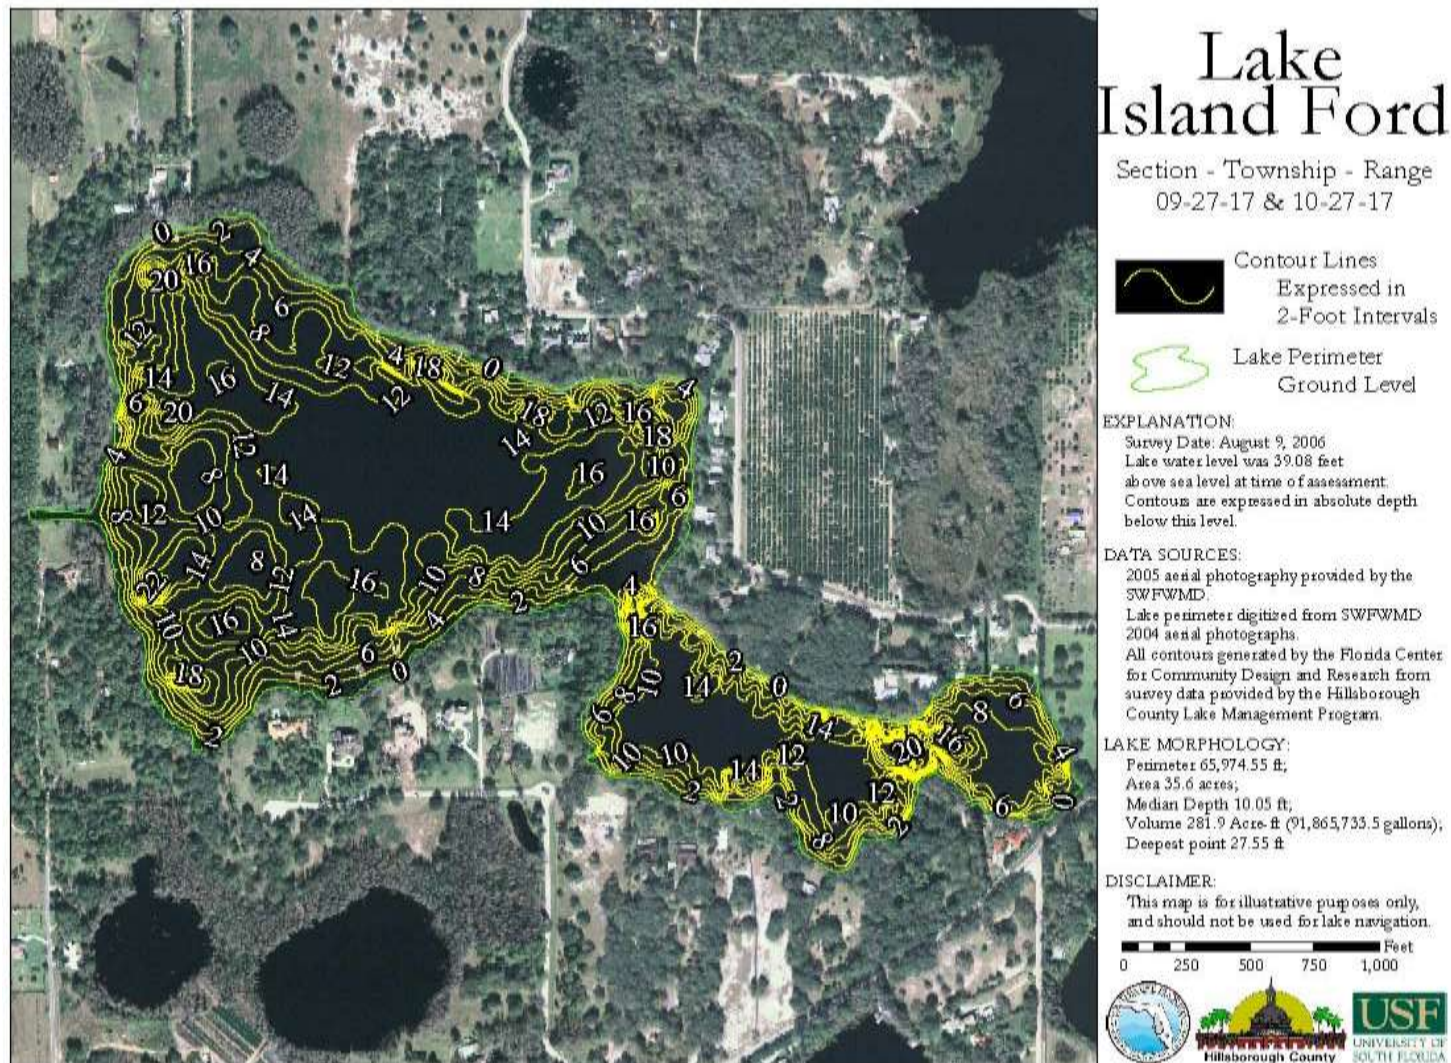 Lake
Island Ford
Section - Township - Range
09-27-17 & 10-27-17
Contour Lines
Expressed in
2-Foot Intervals
Lake Perimeter
Ground Level
EXPLANATION:
Survey Date: August 9, 2006
Lake water level was 39.08 feet
above sea level at time of assessment.
Contours are expressed in absolute depth
below this level.
DATA SOURCES:
2005 aerial photography provided by the
SWFWMD.
Lake perimeter digitized from SWFWMD
2004 aerial photographs.
All contours generated by the Florida Center
for Community Design and Research from
survey data provided by the Hillsborough
County Lake Management Program.
LAKE MORPHOLOGY:
Perimeter 65,974.55 ft;
Area 35.6 acres;
Median Depth 10.05 ft;
Volume 281.9 Acre-ft (91,865,733.5 gallons);
Deepest point 27.55 ft
DISCLAIMER:
This map is for illustrative purposes only,
and should not be used for lake navigation.
Feet
0 250 500 750 1,000
Hillsborough County
USF
UNIVERSITY OF
SOUTH FLORIDA
0 2 4
20 16
6
8
12
12 4 18 0
14 16 14 12
6 20
18 12 16 4
14 18
4 8 12 14 16 10
6
8 12 10 14 14 10 16
22 14 8 12 16 10 8 6
2 4
10 16 14 4 16
10 6 0
18 2
2
8 10 14 2 0
6 14
10 10 14 12 20 16 8 6
2 2 12 4
10 8 2 6 0